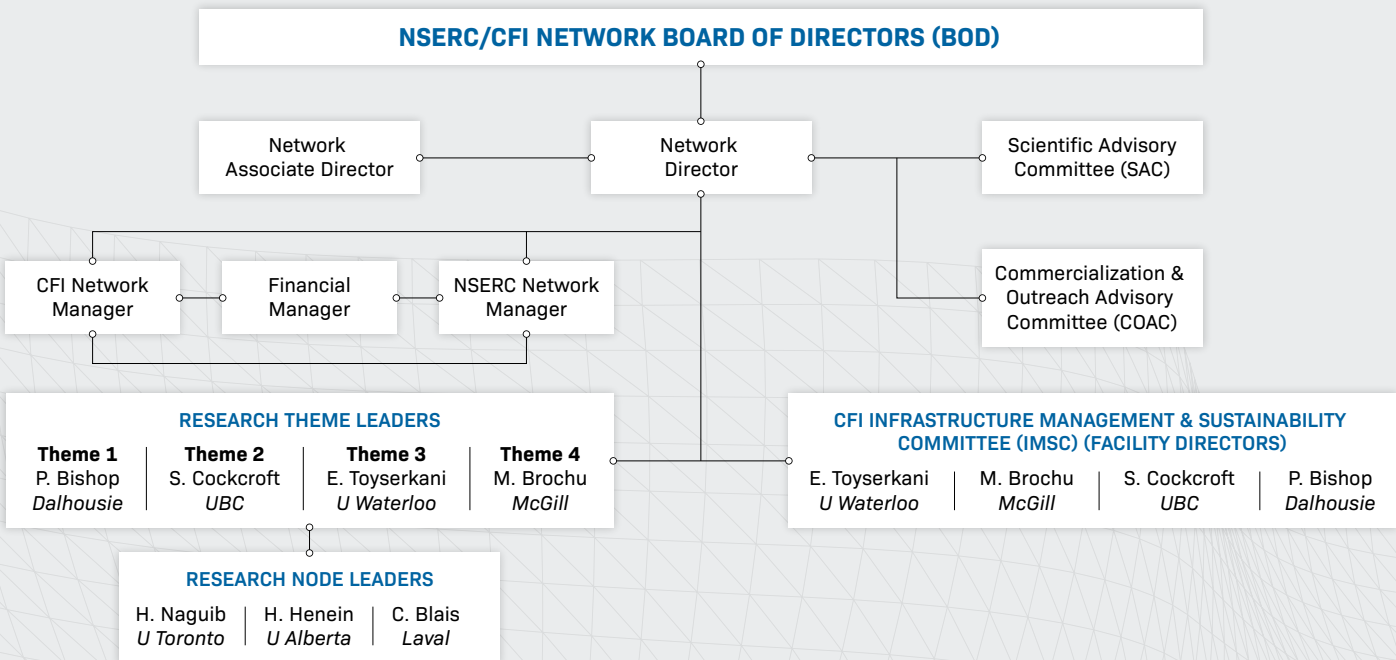 NSERC/CFI NETWORK BOARD OF DIRECTORS (BOD)
Network
Associate Director
Network
Director
Scientific Advisory
Committee (SAC)
CFI Network
Manager
Financial
Manager
NSERC Network
Manager
Commercialization &
Outreach Advisory
Committee (COAC)
RESEARCH THEME LEADERS
Theme 1
P. Bishop
Dalhousie
Theme 2
S. Cockcroft
UBC
Theme 3
E. Toyserkani
U Waterloo
Theme 4
M. Brochu
McGill
CFI INFRASTRUCTURE MANAGEMENT & SUSTAINABILITY
COMMITTEE (IMSC) (FACILITY DIRECTORS)
E. Toyserkani
U Waterloo
M. Brochu
McGill
S. Cockcroft
UBC
P. Bishop
Dalhousie
RESEARCH NODE LEADERS
H. Naguib
U Toronto
H. Henein
U Alberta
C. Blais
Laval